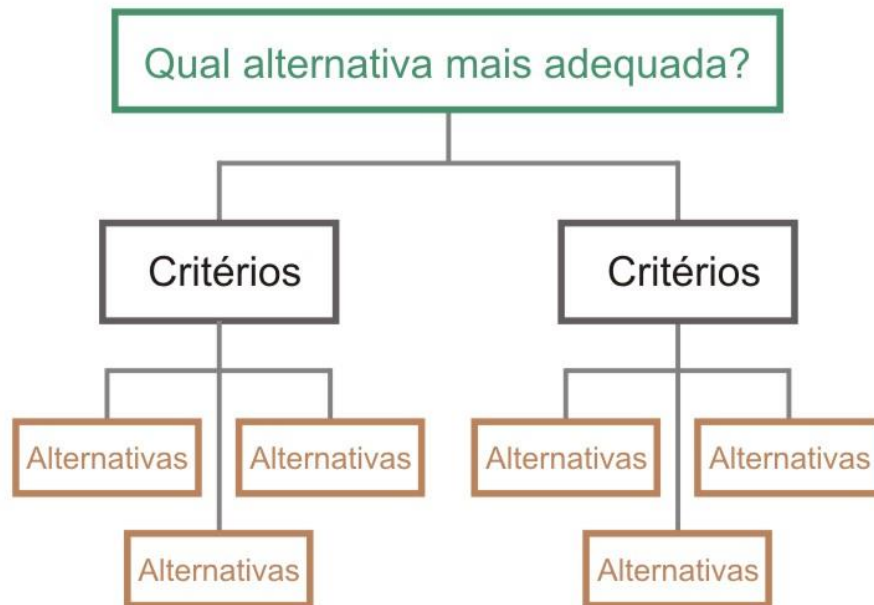 Qual alternativa mais adequada?
Critérios
Critérios
Alternativas
Alternativas
Alternativas
Alternativas
Alternativas
Alternativas